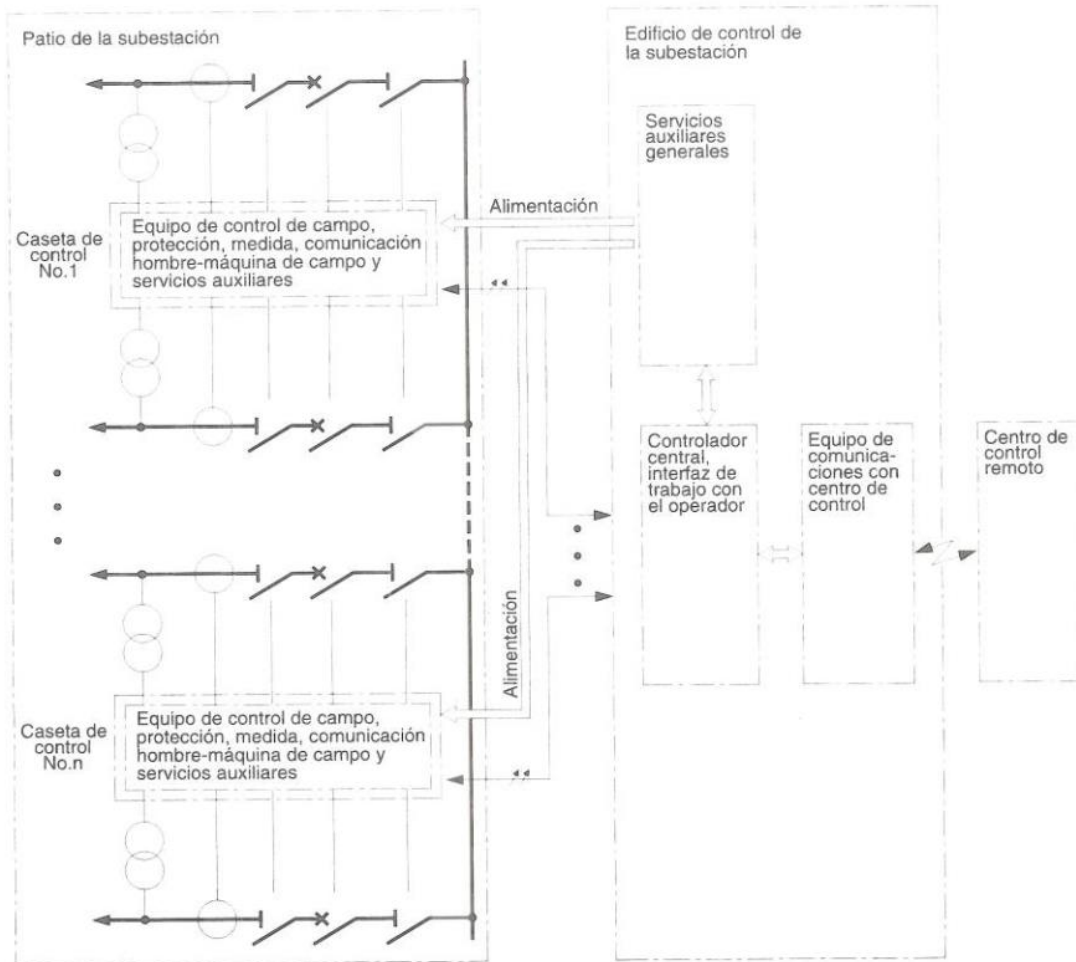 Patio de la subestación
Edificio de control de
la subestación
Servicios
auxiliares
generales
Alimentación
Caseta de
control
No.1
Equipo de control de campo,
protección, medida, comunicación
hombre-máquina de campo y
servicios auxiliares
Controlador
central,
interfaz de
trabajo con
el operador
Equipo de
comunica-
ciones con
centro de
control
Centro de
control
remoto
Alimentación
Caseta de
control
No.n
Equipo de control de campo,
protección, medida, comunicación
hombre-máquina de campo y
servicios auxiliares